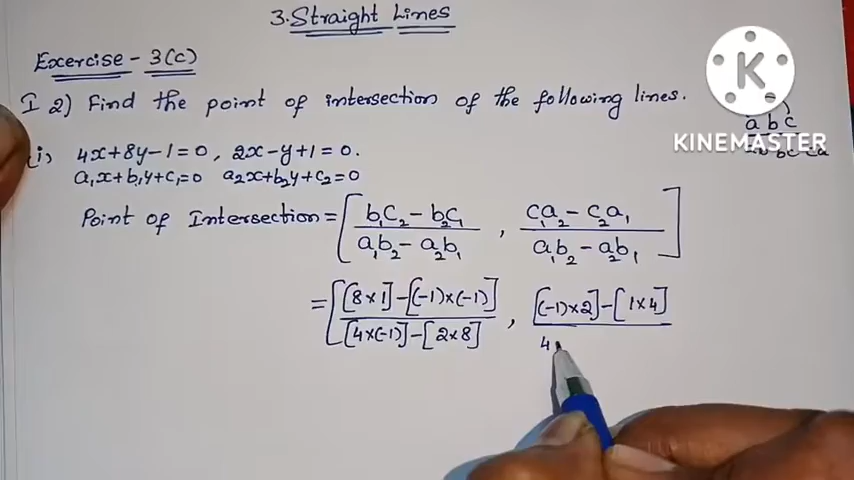 3. Straight Lines
Excercise - 3(c)
I 2) Find the point of intersection of the following lines.
(i) 4x+8y-1=0, 2x-y+1=0.
a₁x+b₁y+c₁=0 a₂x+b₂y+c₂=0
Point of Intersection = [ (b₁c₂-b₂c₁)/(a₁b₂-a₂b₁) , (c₁a₂-c₂a₁)/(a₁b₂-a₂b₁) ]
= [ ([8×1]-[(-1)×(-1)])/([4×(-1)]-[2×8]) , ([(-1)×2]-[1×4])/4
K
KINEMASTER
a b c